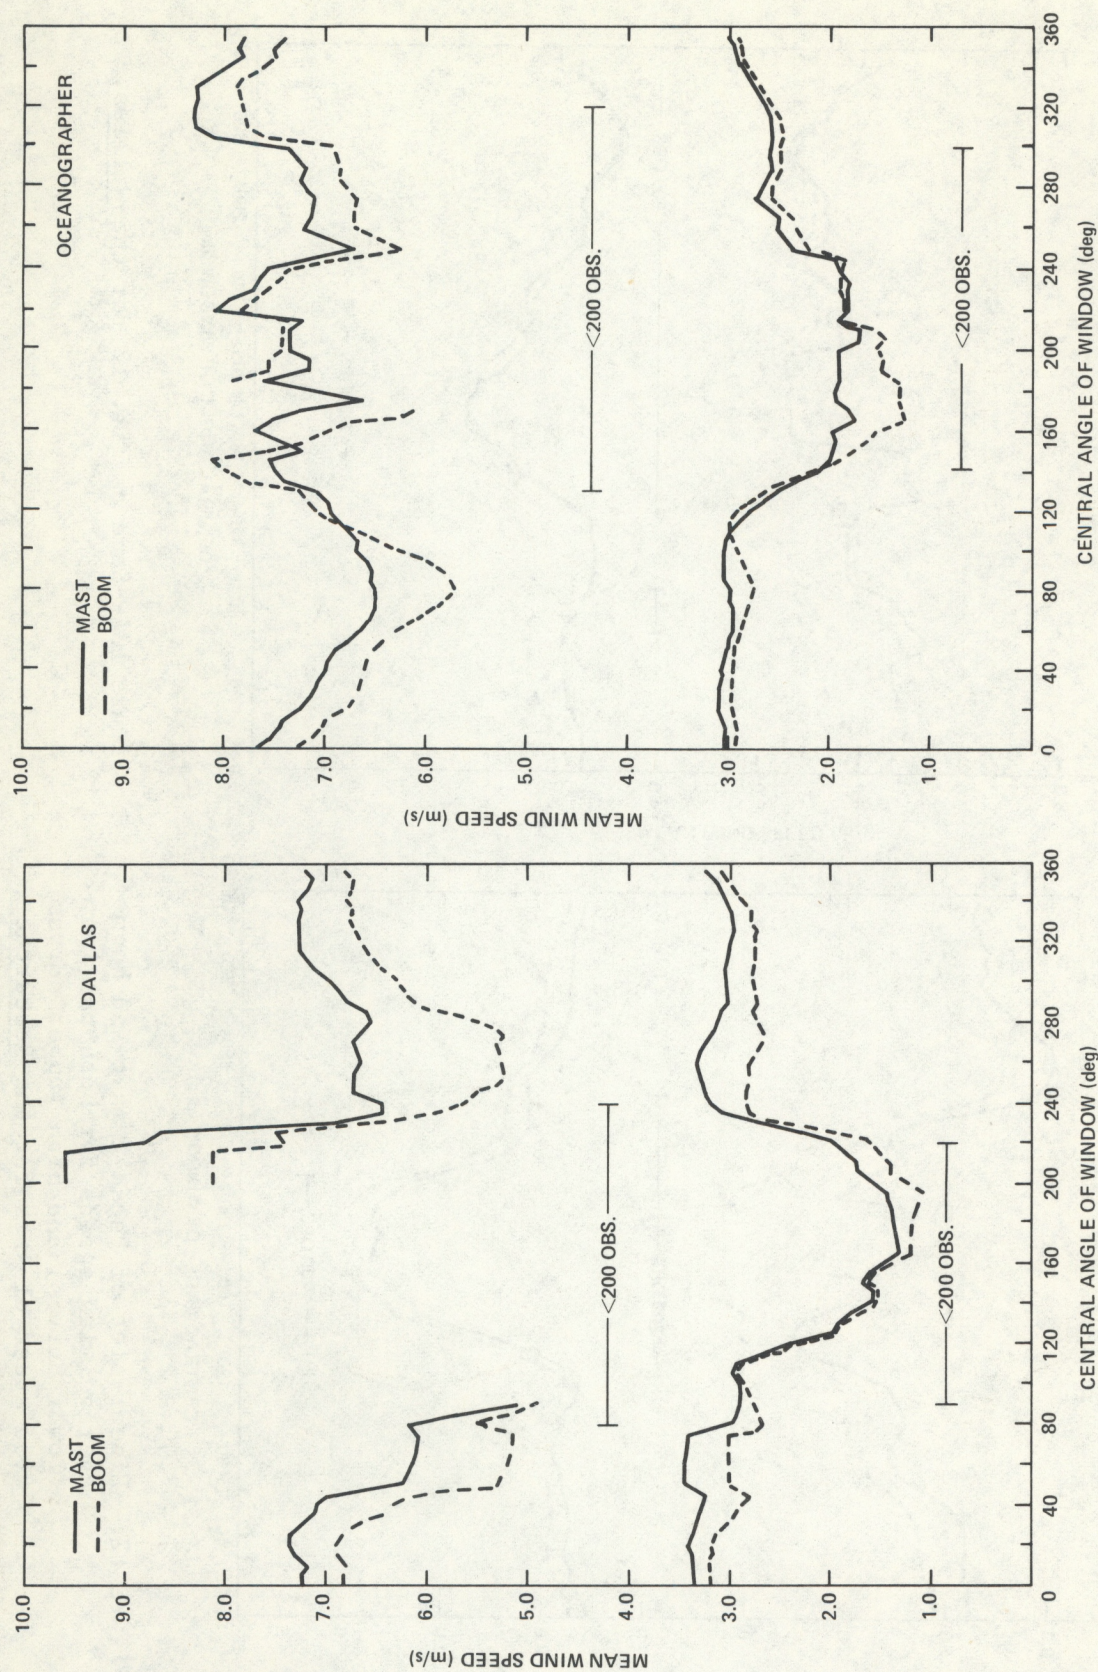 DALLAS
MAST
BOOM
MEAN WIND SPEED (m/s)
10.0
9.0
8.0
7.0
6.0
5.0
4.0
3.0
2.0
1.0
<200 OBS.
<200 OBS.
0 40 80 120 160 200 240 280 320 360
CENTRAL ANGLE OF WINDOW (deg)
OCEANOGRAPHER
MAST
BOOM
MEAN WIND SPEED (m/s)
10.0
9.0
8.0
7.0
6.0
5.0
4.0
3.0
2.0
1.0
<200 OBS.
<200 OBS.
0 40 80 120 160 200 240 280 320 360
CENTRAL ANGLE OF WINDOW (deg)